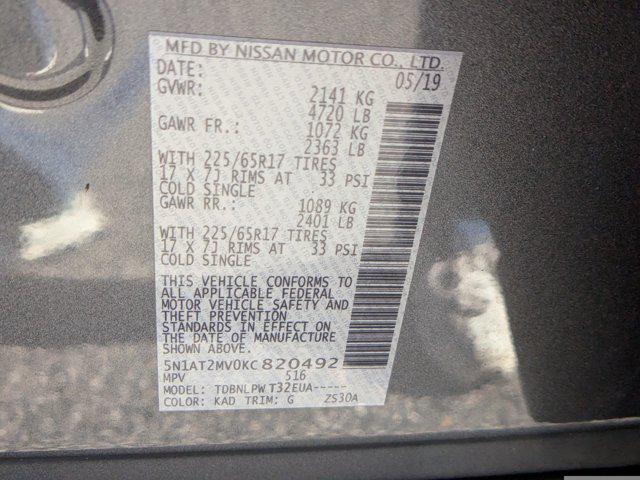 MFD BY NISSAN MOTOR CO., LTD.
DATE: 05/19
GVWR: 2141 KG
4720 LB
GAWR FR.: 1072 KG
2363 LB
WITH 225/65R17 TIRES
17 X 7J RIMS AT 33 PSI
COLD SINGLE
GAWR RR.: 1089 KG
2401 LB
WITH 225/65R17 TIRES
17 X 7J RIMS AT 33 PSI
COLD SINGLE
THIS VEHICLE CONFORMS TO
ALL APPLICABLE FEDERAL
MOTOR VEHICLE SAFETY AND
THEFT PREVENTION
STANDARDS IN EFFECT ON
THE DATE OF MANUFACTURE
SHOWN ABOVE.
5N1AT2MV0KC820492
MPV 516
MODEL: TDBNLPWT32EUA-----
COLOR: KAD TRIM: G ZS30A